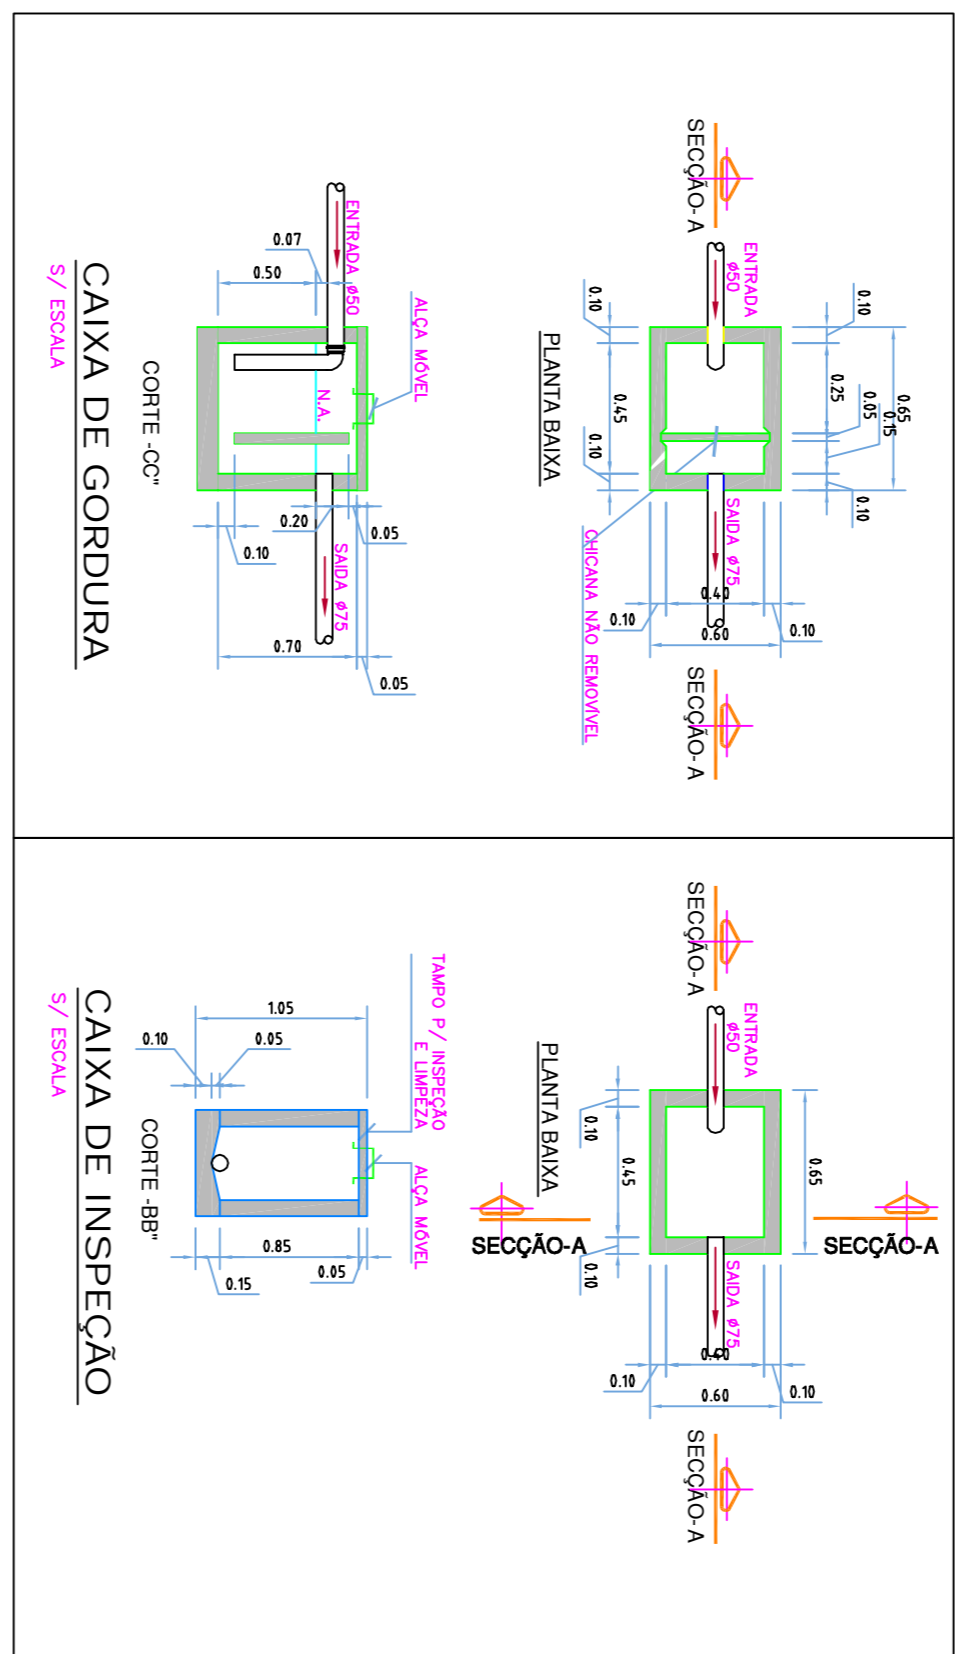 SECÇÃO-A
ENTRADA
ø50
0.10
0.10
0.65
0.25
0.05
0.15
0.45
0.10
0.10
PLANTA BAIXA
SAIDA ø75
CHICANA NÃO REMOVÍVEL
0.40
0.10
0.10
0.60
SECÇÃO-A
ENTRADA ø50
0.07
0.50
ALÇA MÓVEL
N.A.
CORTE -CC"
0.20
0.05
0.10
SAIDA ø75
0.70
0.05
CAIXA DE GORDURA
S/ ESCALA
SECÇÃO-A
ENTRADA
ø50
PLANTA BAIXA
0.10
0.45
0.65
0.10
SECÇÃO-A
SECÇÃO-A
SAIDA ø75
0.40
0.10
0.10
0.60
SECÇÃO-A
TAMPO P/ INSPEÇÃO
E LIMPEZA
ALÇA MÓVEL
1.05
0.10
0.05
CORTE -BB"
0.85
0.05
0.15
CAIXA DE INSPEÇÃO
S/ ESCALA